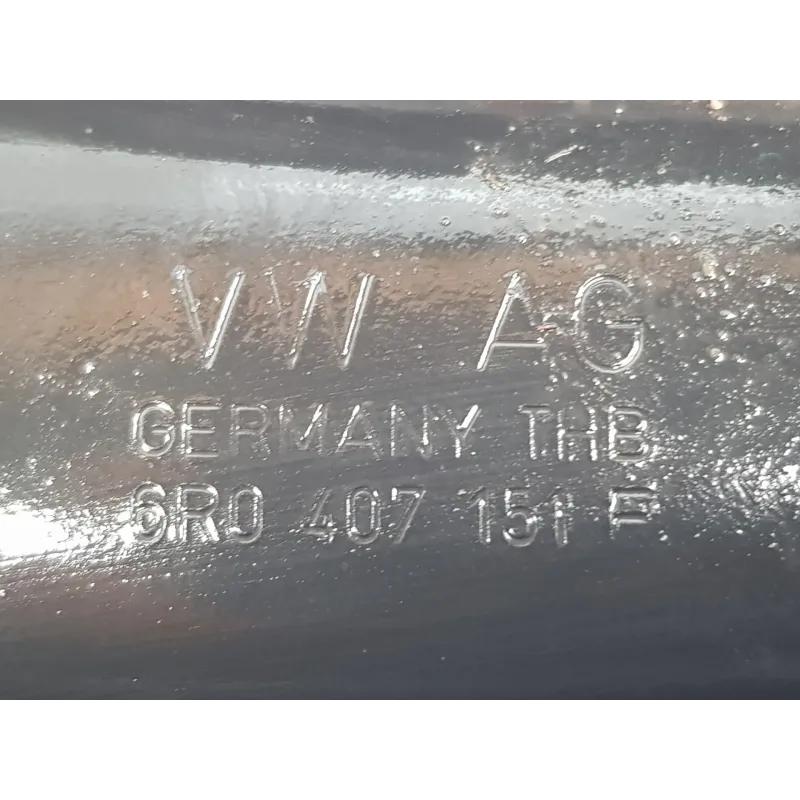 VW AG
GERMANY THB
6R0 407 151 F